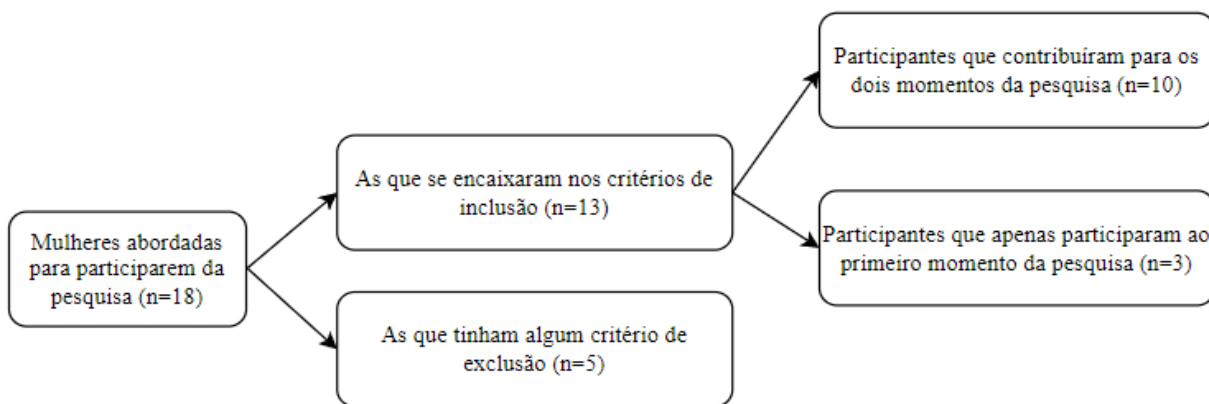 Mulheres abordadas
para participarem da
pesquisa (n=18)
As que se encaixaram nos critérios de
inclusão (n=13)
As que tinham algum critério de
exclusão (n=5)
Participantes que contribuíram para os
dois momentos da pesquisa (n=10)
Participantes que apenas participaram ao
primeiro momento da pesquisa (n=3)